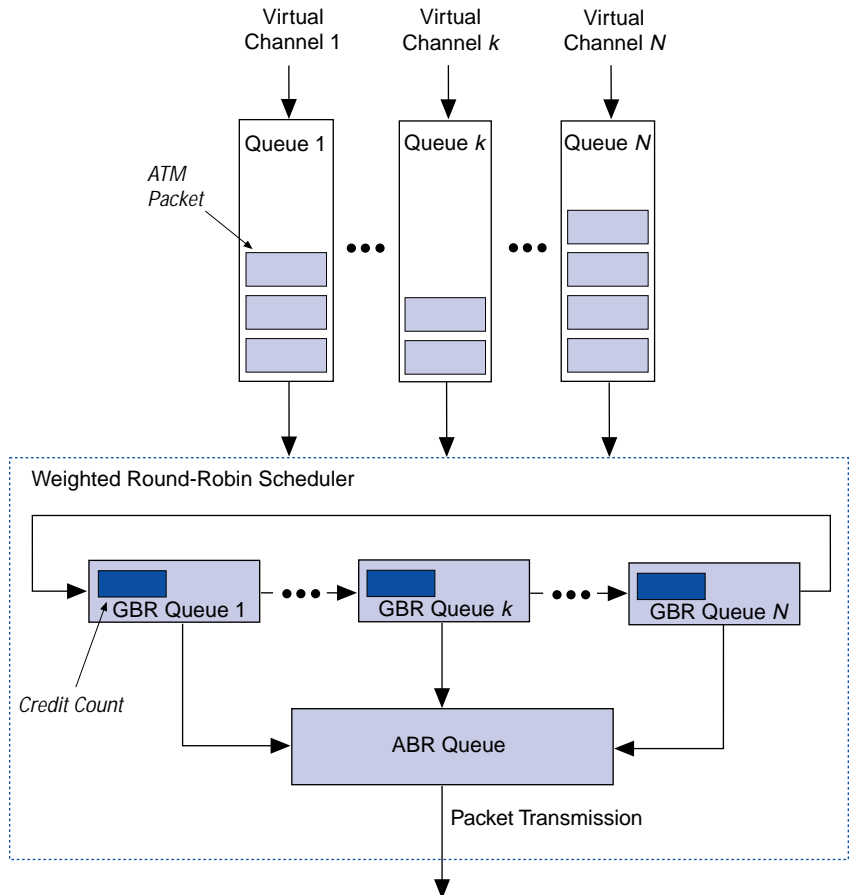 Virtual
Channel 1
Virtual
Channel k
Virtual
Channel N
Queue 1
Queue k
Queue N
ATM
Packet
Weighted Round-Robin Scheduler
GBR Queue 1
GBR Queue k
GBR Queue N
Credit Count
ABR Queue
Packet Transmission